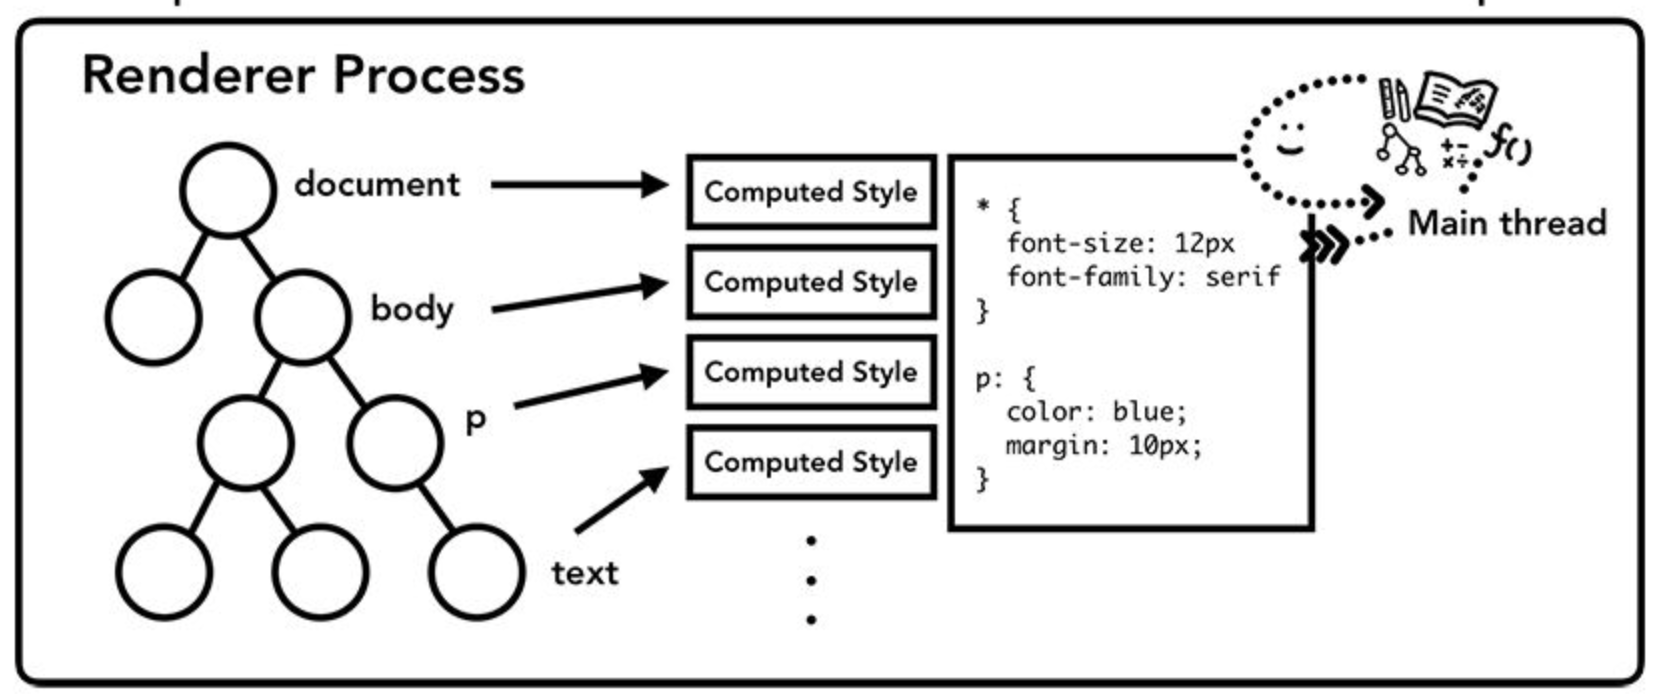 Renderer Process
document
body
p
text
Computed Style
Computed Style
Computed Style
Computed Style
* {
  font-size: 12px
  font-family: serif
}
p: {
  color: blue;
  margin: 10px;
}
+-
×÷
f()
Main thread